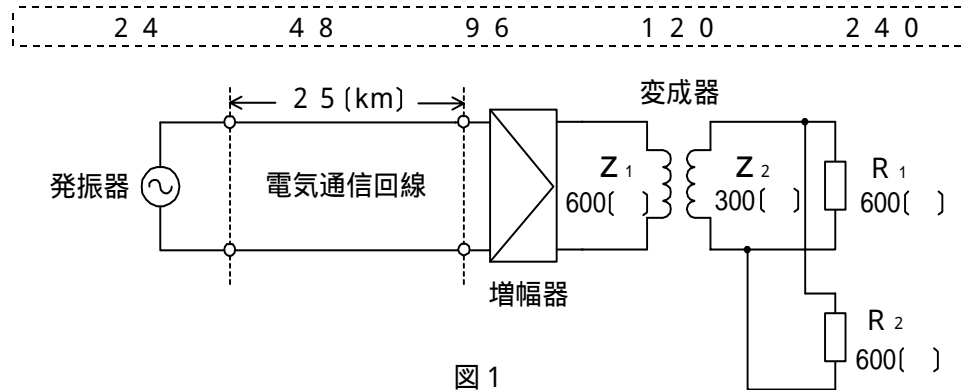 24 48 96 120 240
25〔km〕
変成器
発振器
電気通信回線
Z1
600〔 〕
Z2
300〔 〕
R1
600〔 〕
増幅器
R2
600〔 〕
図1